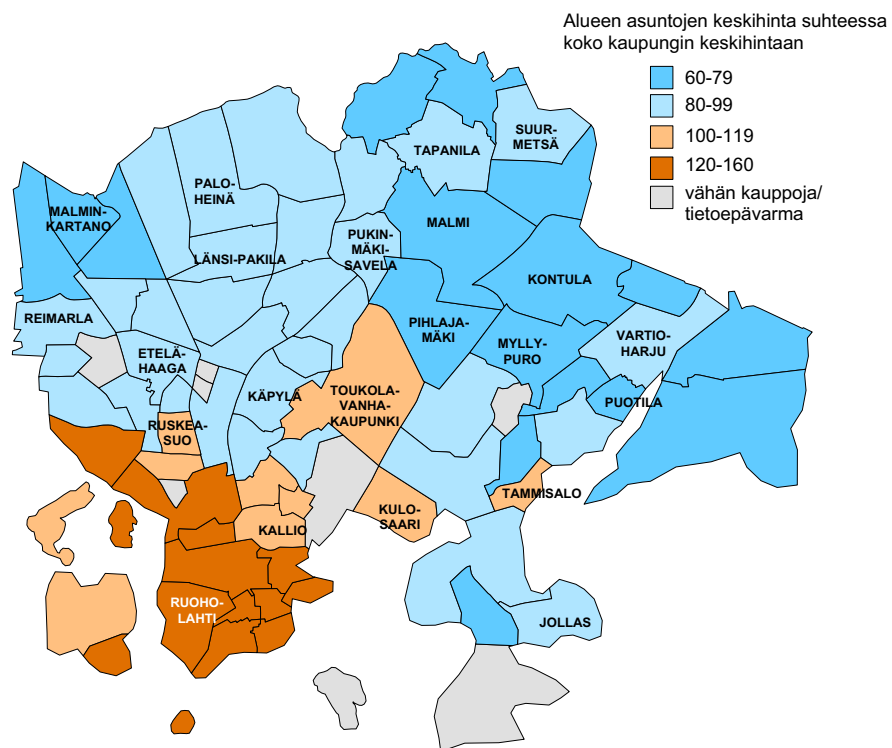 Alueen asuntojen keskihinta suhteessa
koko kaupungin keskihintaan
60-79
80-99
100-119
120-160
vähän kauppoja/
tietoepävarma
SUUR-
METSÄ
TAPANILA
PALO-
HEINÄ
MALMIN-
KARTANO
MALMI
PUKIN-
MÄKI-
SAVELA
LÄNSI-PAKILA
KONTULA
REIMARLA
PIHLAJA-
MÄKI
MYLLY-
PURO
VARTIO-
HARJU
ETELÄ-
HAAGA
KÄPYLÄ
TOUKOLA-
VANHA-
KAUPUNKI
PUOTILA
RUSKEA-
SUO
TAMMISALO
KULO-
SAARI
KALLIO
RUOHO-
LAHTI
JOLLAS